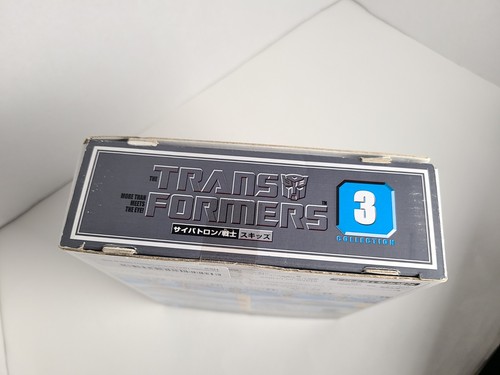 THE
TRANS
MORE THAN
MEETS
THE EYE!
FORMERS
TM
サイバトロン/戦士 スキッズ
3
COLLECTION